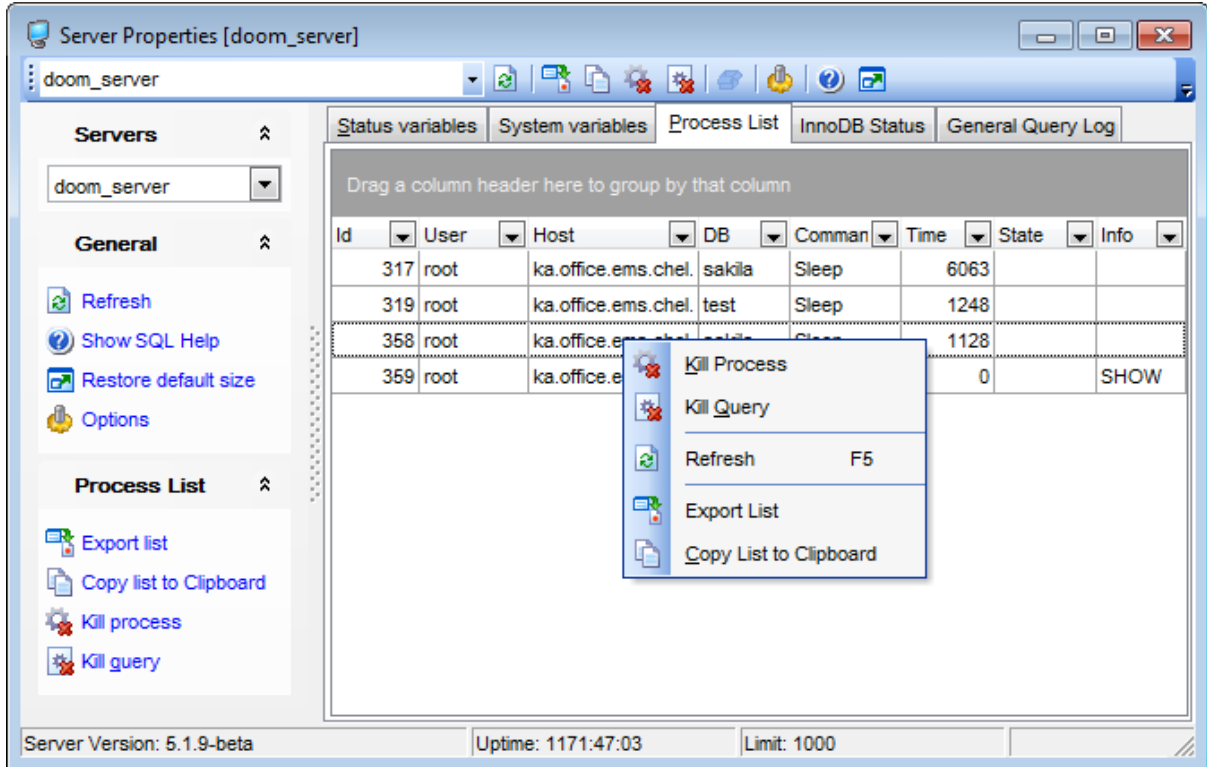 Server Properties [doom_server]
doom_server
Servers
doom_server
General
Refresh
Show SQL Help
Restore default size
Options
Process List
Export list
Copy list to Clipboard
Kill process
Kill query
Status variables System variables Process List InnoDB Status General Query Log
Drag a column header here to group by that column
Id User Host DB Comman Time State Info
317 root ka.office.ems.chel. sakila Sleep 6063
319 root ka.office.ems.chel. test Sleep 1248
358 root ka.office 1128
359 root ka.office.e 0 SHOW
Kill Process
Kill Query
Refresh F5
Export List
Copy List to Clipboard
Server Version: 5.1.9-beta Uptime: 1171:47:03 Limit: 1000